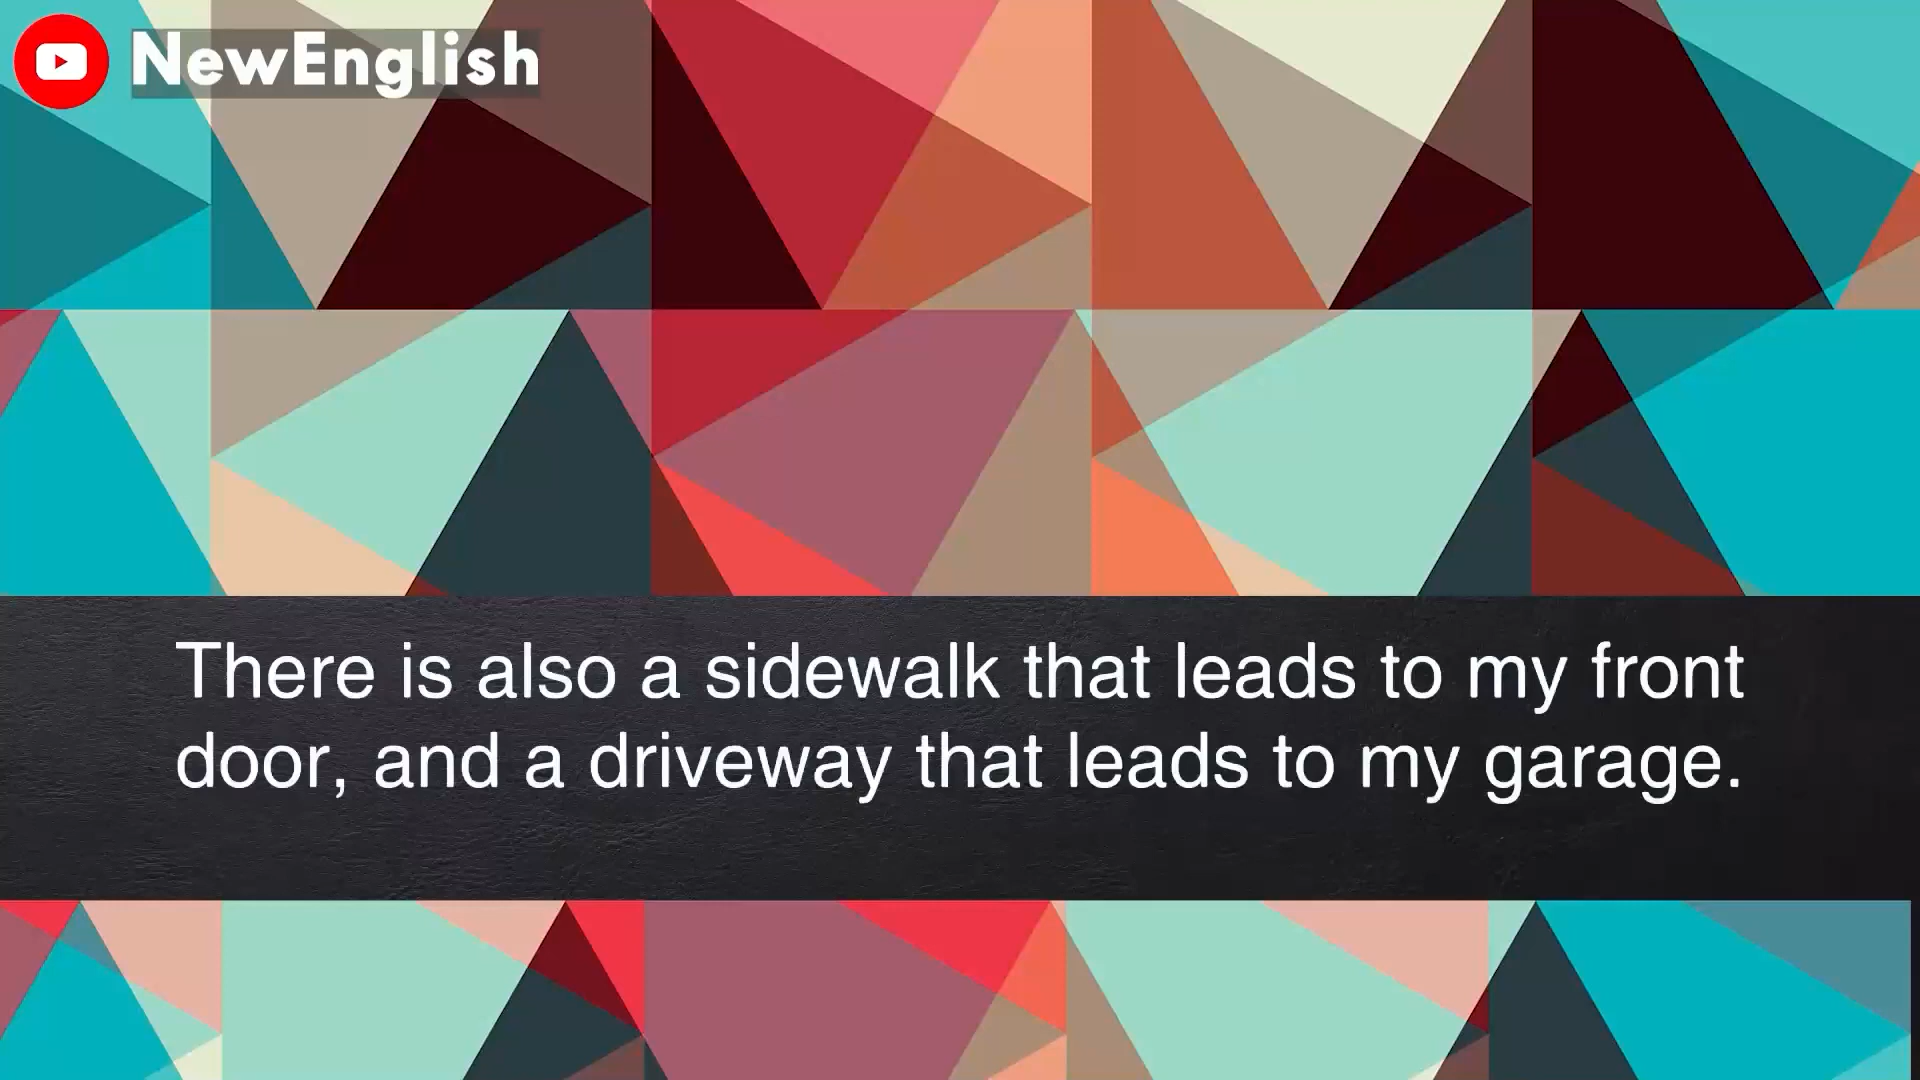 NewEnglish
There is also a sidewalk that leads to my front
door, and a driveway that leads to my garage.